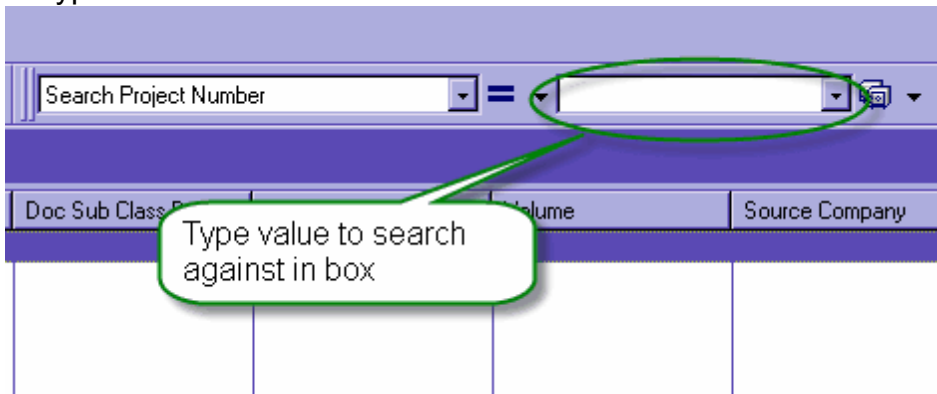 Search Project Number =
Doc Sub Class Volume Source Company
Type value to search
against in box